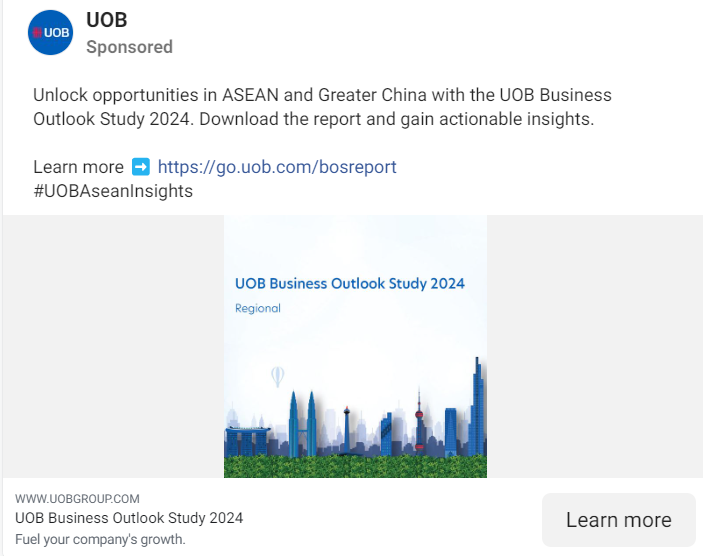 UOB
UOB
Sponsored
Unlock opportunities in ASEAN and Greater China with the UOB Business
Outlook Study 2024. Download the report and gain actionable insights.
Learn more ➡️ https://go.uob.com/bosreport
#UOBAseanInsights
UOB Business Outlook Study 2024
Regional
WWW.UOBGROUP.COM
UOB Business Outlook Study 2024
Fuel your company's growth.
Learn more